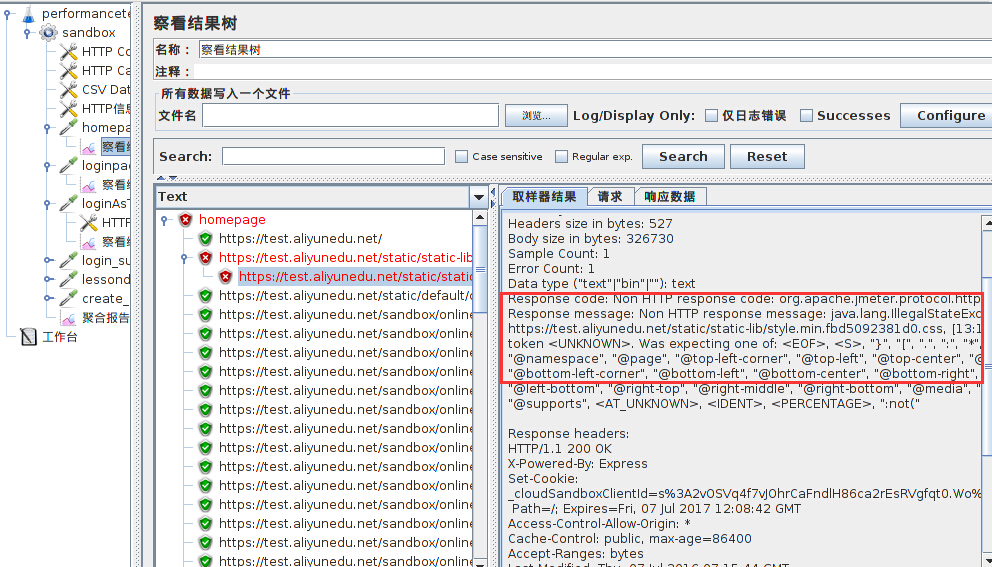 performancete
sandbox
HTTP Co
HTTP Ca
CSV Dat
HTTP信息
homepa
察看结
loginpa
察看结
loginAsT
HTTP
察看结
login_su
lessond
create_
聚合报告
工作台
察看结果树
名称： 察看结果树
注释：
所有数据写入一个文件
文件名 浏览... Log/Display Only: 仅日志错误 Successes Configure
Search: Case sensitive Regular exp. Search Reset
Text
homepage
https://test.aliyunedu.net/
https://test.aliyunedu.net/static/static-lib
https://test.aliyunedu.net/static/static
https://test.aliyunedu.net/static/default/c
https://test.aliyunedu.net/sandbox/online
https://test.aliyunedu.net/sandbox/online
https://test.aliyunedu.net/sandbox/online
https://test.aliyunedu.net/sandbox/online
https://test.aliyunedu.net/sandbox/online
https://test.aliyunedu.net/sandbox/online
https://test.aliyunedu.net/sandbox/online
https://test.aliyunedu.net/sandbox/online
https://test.aliyunedu.net/sandbox/online
https://test.aliyunedu.net/sandbox/online
https://test.aliyunedu.net/sandbox/online
https://test.aliyunedu.net/sandbox/online
https://test.aliyunedu.net/sandbox/online
https://test.aliyunedu.net/sandbox/online
取样器结果 请求 响应数据
Headers size in bytes: 527
Body size in bytes: 326730
Sample Count: 1
Error Count: 1
Data type ("text"|"bin"|""): text
Response code: Non HTTP response code: org.apache.jmeter.protocol.http
Response message: Non HTTP response message: java.lang.IllegalStateExc
https://test.aliyunedu.net/static/static-lib/style.min.fbd5092381d0.css, [13:1
token <UNKNOWN>. Was expecting one of: <EOF>, <S>, "}", "[", ".", ":", "*",
"@namespace", "@page", "@top-left-corner", "@top-left", "@top-center", "@
"@bottom-left-corner", "@bottom-left", "@bottom-center", "@bottom-right",
"@left-bottom", "@right-top", "@right-middle", "@right-bottom", "@media",
"@supports", <AT_UNKNOWN>, <IDENT>, <PERCENTAGE>, ":not("
Response headers:
HTTP/1.1 200 OK
X-Powered-By: Express
Set-Cookie:
_cloudSandboxClientId=s%3A2vOSVq4f7vJOhrCaFndlH86ca2rEsRVgfqt0.Wo%
Path=/; Expires=Fri, 07 Jul 2017 12:08:42 GMT
Access-Control-Allow-Origin: *
Cache-Control: public, max-age=86400
Accept-Ranges: bytes
Last-Modified: Thu, 07 Jul 2016 07:15:44 GMT